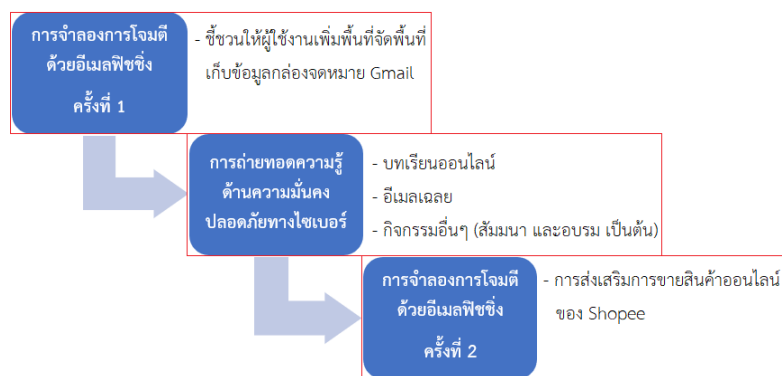 การจำลองการโจมตี
ด้วยอีเมลฟิชชิ่ง
ครั้งที่ 1
- ชี้ชวนให้ผู้ใช้งานเพิ่มพื้นที่จัดพื้นที่
เก็บข้อมูลกล่องจดหมาย Gmail
การถ่ายทอดความรู้
ด้านความมั่นคง
ปลอดภัยทางไซเบอร์
- บทเรียนออนไลน์
- อีเมลเฉลย
- กิจกรรมอื่นๆ (สัมมนา และอบรม เป็นต้น)
การจำลองการโจมตี
ด้วยอีเมลฟิชชิ่ง
ครั้งที่ 2
- การส่งเสริมการขายสินค้าออนไลน์
ของ Shopee